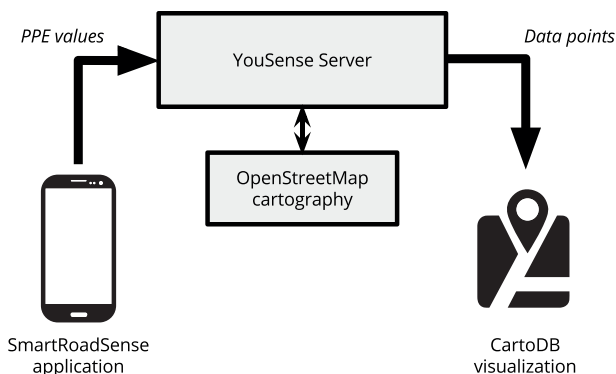 PPE values
Data points
YouSense Server
OpenStreetMap
cartography
SmartRoadSense
application
CartoDB
visualization